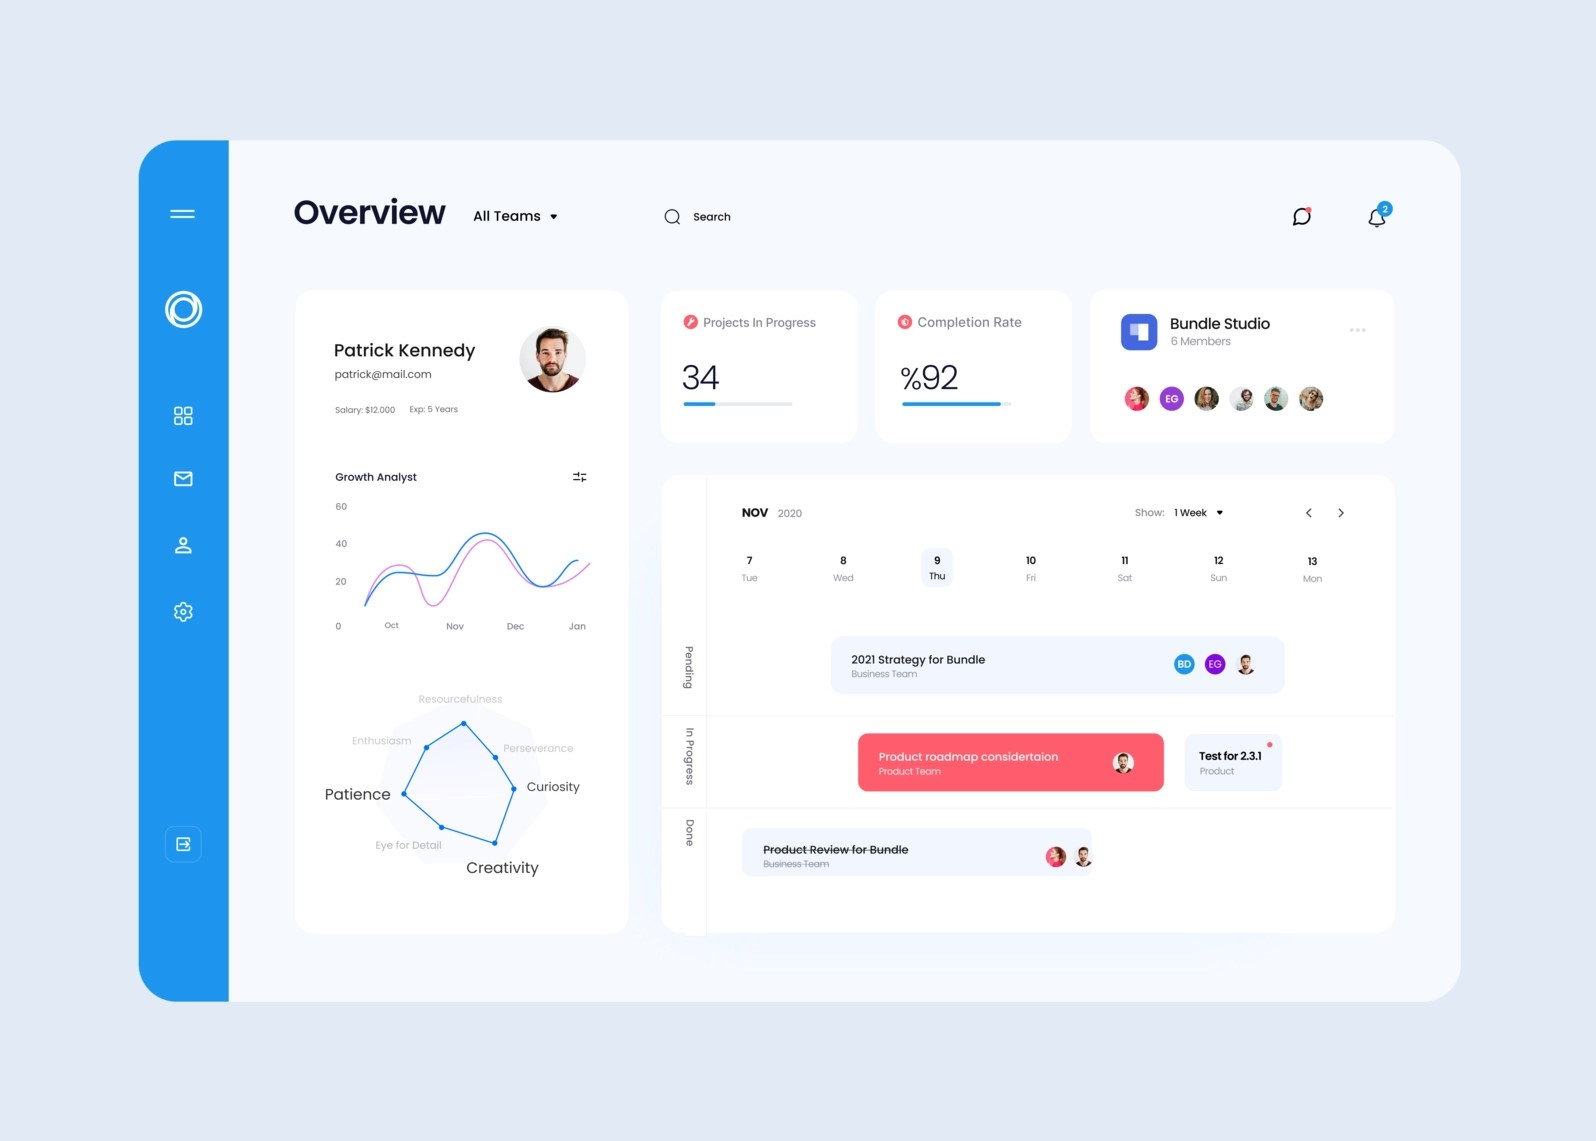 Overview
All Teams
Search
2
Patrick Kennedy
patrick@mail.com
Salary: $12.000 Exp: 5 Years
Growth Analyst
60
40
20
0 Oct Nov Dec Jan
Resourcefulness
Enthusiasm
Perseverance
Patience
Curiosity
Eye for Detail
Creativity
Projects In Progress
34
Completion Rate
%92
Bundle Studio
6 Members
EG
NOV 2020
Show: 1 Week
7 8 9 10 11 12 13
Tue Wed Thu Fri Sat Sun Mon
Pending
2021 Strategy for Bundle
Business Team
BD EG
In Progress
Product roadmap considertaion
Product Team
Test for 2.3.1
Product
Done
Product Review for Bundle
Business Team